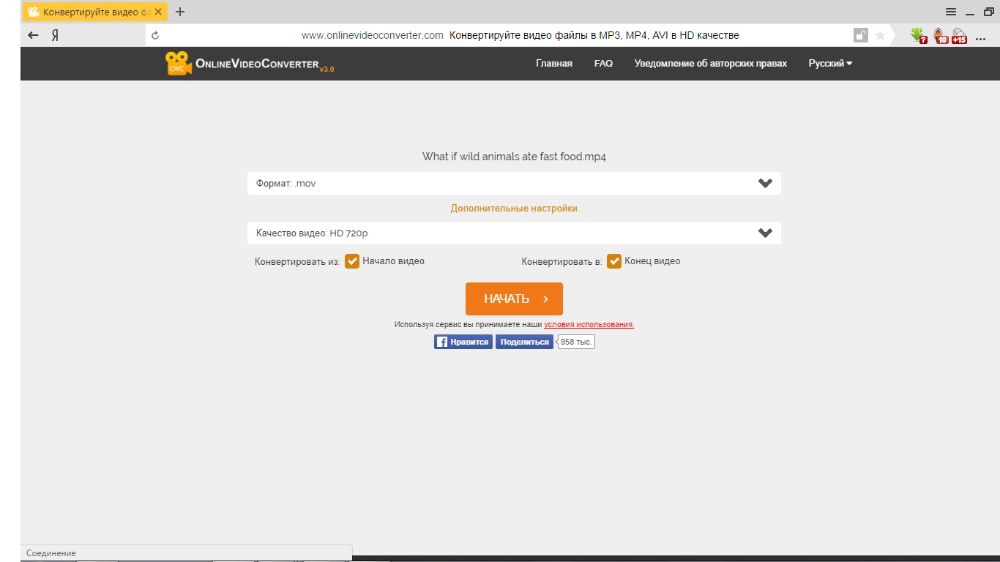 Конвертируйте видео фа
Я
www.onlinevideoconverter.com Конвертируйте видео файлы в MP3, MP4, AVI в HD качестве
? 10 +15
OVC ONLINEVIDEOCONVERTER v3.0
Главная FAQ Уведомление об авторских правах Русский
What if wild animals ate fast food.mp4
Формат: .mov
Дополнительные настройки
Качество видео: HD 720p
Конвертировать из: Начало видео Конвертировать в: Конец видео
НАЧАТЬ
Используя сервис вы принимаете наши условия использования.
Нравится Поделиться 958 тыс.
Соединение